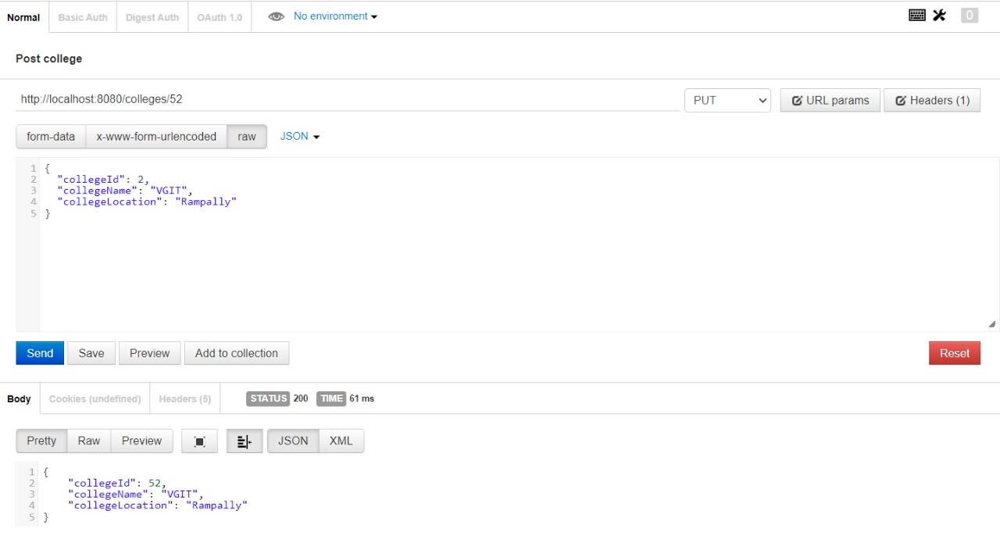 Normal Basic Auth Digest Auth OAuth 1.0 No environment 0
Post college
http://localhost:8080/colleges/52 PUT URL params Headers (1)
form-data x-www-form-urlencoded raw JSON
1 {
2   "collegeId": 2,
3   "collegeName": "VGIT",
4   "collegeLocation": "Rampally"
5 }
Send Save Preview Add to collection Reset
Body Cookies (undefined) Headers (5) STATUS 200 TIME 61 ms
Pretty Raw Preview JSON XML
1 {
2     "collegeId": 52,
3     "collegeName": "VGIT",
4     "collegeLocation": "Rampally"
5 }